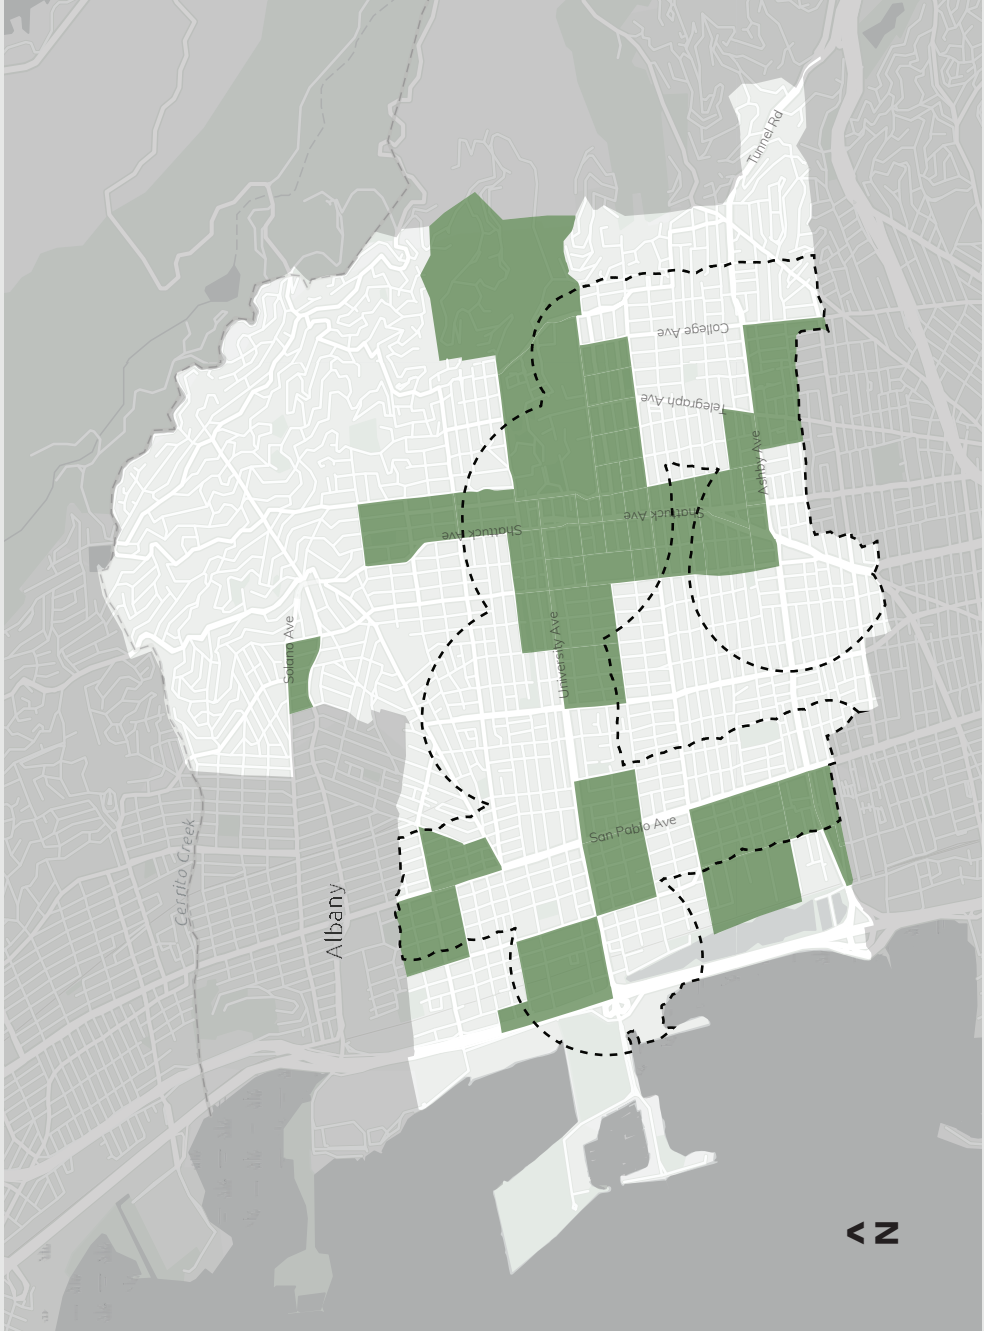 Tunnel Rd
College Ave
Telegraph Ave
Ashby Ave
Shattuck Ave
Shattuck Ave
Solano Ave
University Ave
San Pablo Ave
Cerrito Creek
Albany
N